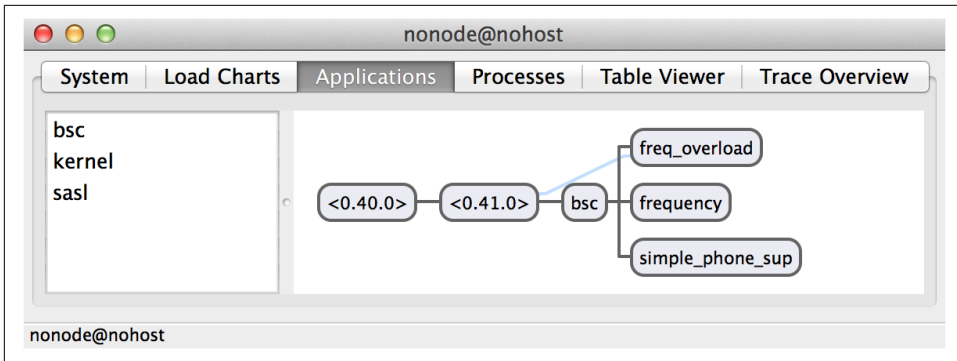 nonode@nohost
System Load Charts Applications Processes Table Viewer Trace Overview
bsc
kernel
sasl
freq_overload
<0.40.0> <0.41.0> bsc frequency
simple_phone_sup
nonode@nohost